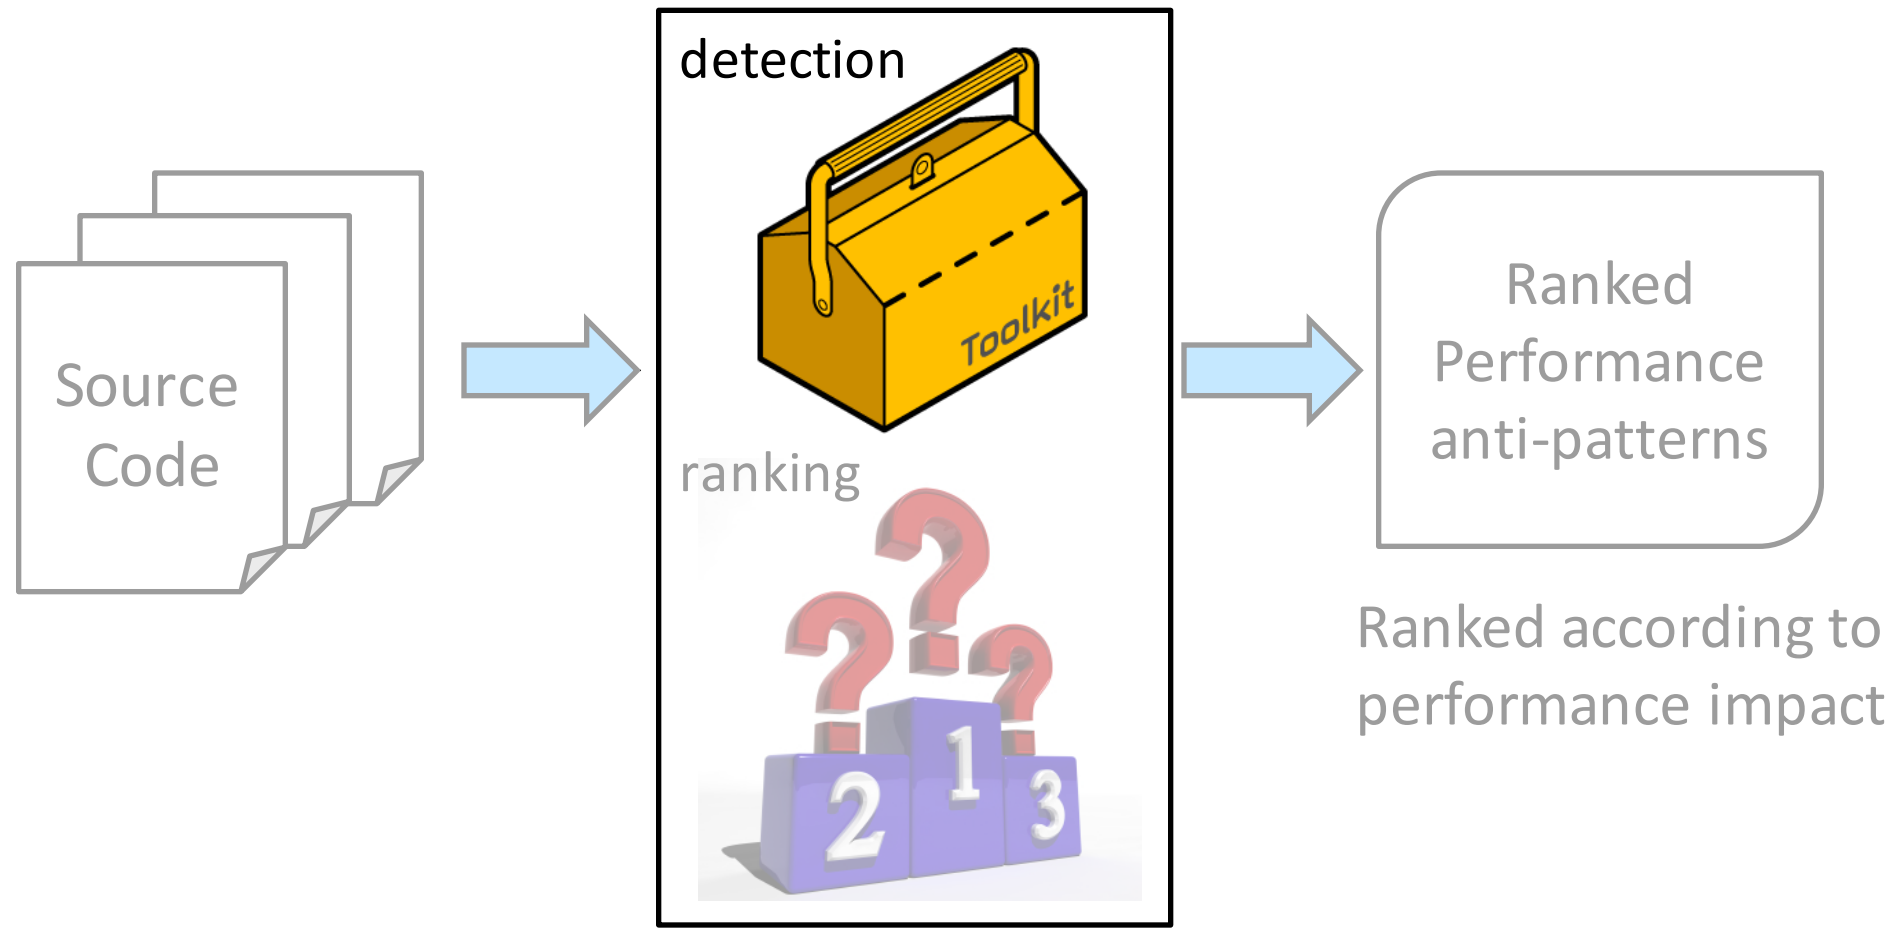 Source
Code
detection
Toolkit
ranking
2
1
3
Ranked
Performance
anti-patterns
Ranked according to
performance impact